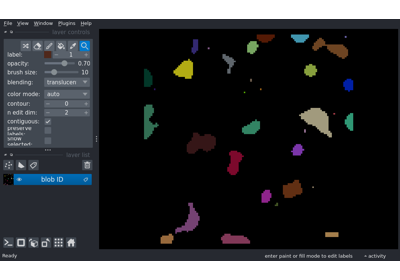 File View Window Plugins Help
layer controls
label: 1
opacity: 0.70
brush size: 10
blending: translucen
color mode: auto
contour: 0
n edit dim: 2
contiguous:
preserve
labels:
show
selected:
layer list
blob ID
Ready
enter paint or fill mode to edit labels
activity